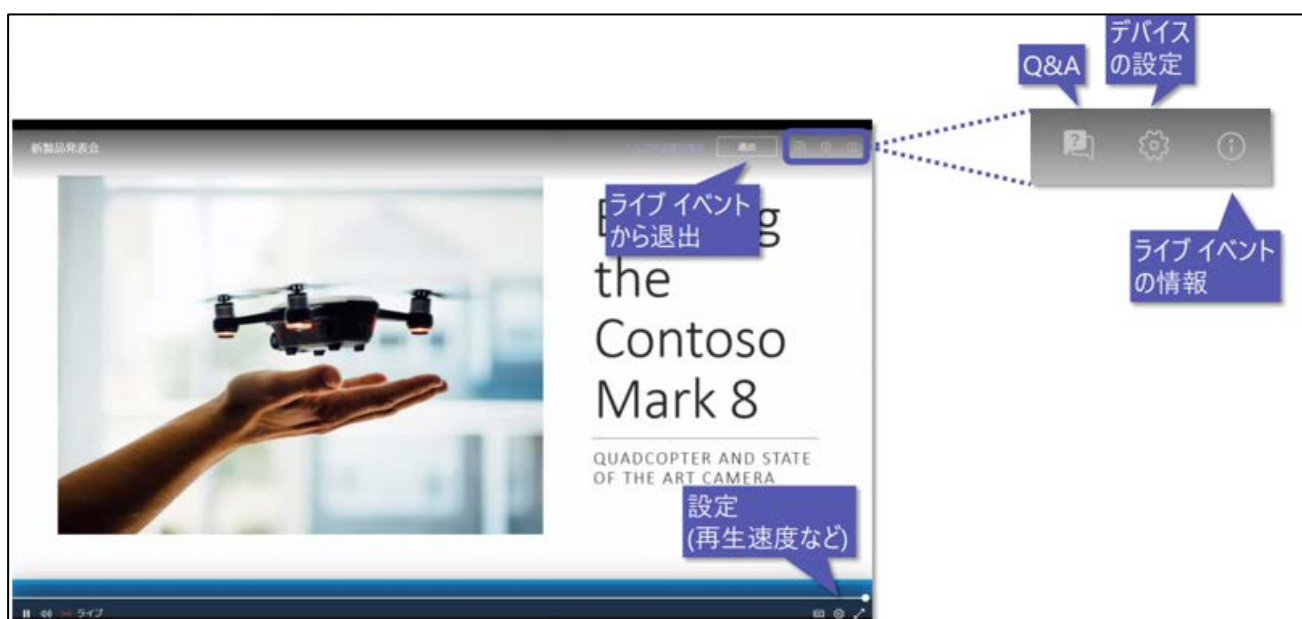 デバイス
の設定
Q&A
新製品発表会
退出
ライブ イベント
から退出
ライブ イベント
の情報
the
Contoso
Mark 8
QUADCOPTER AND STATE
OF THE ART CAMERA
設定
(再生速度など)
ライブ